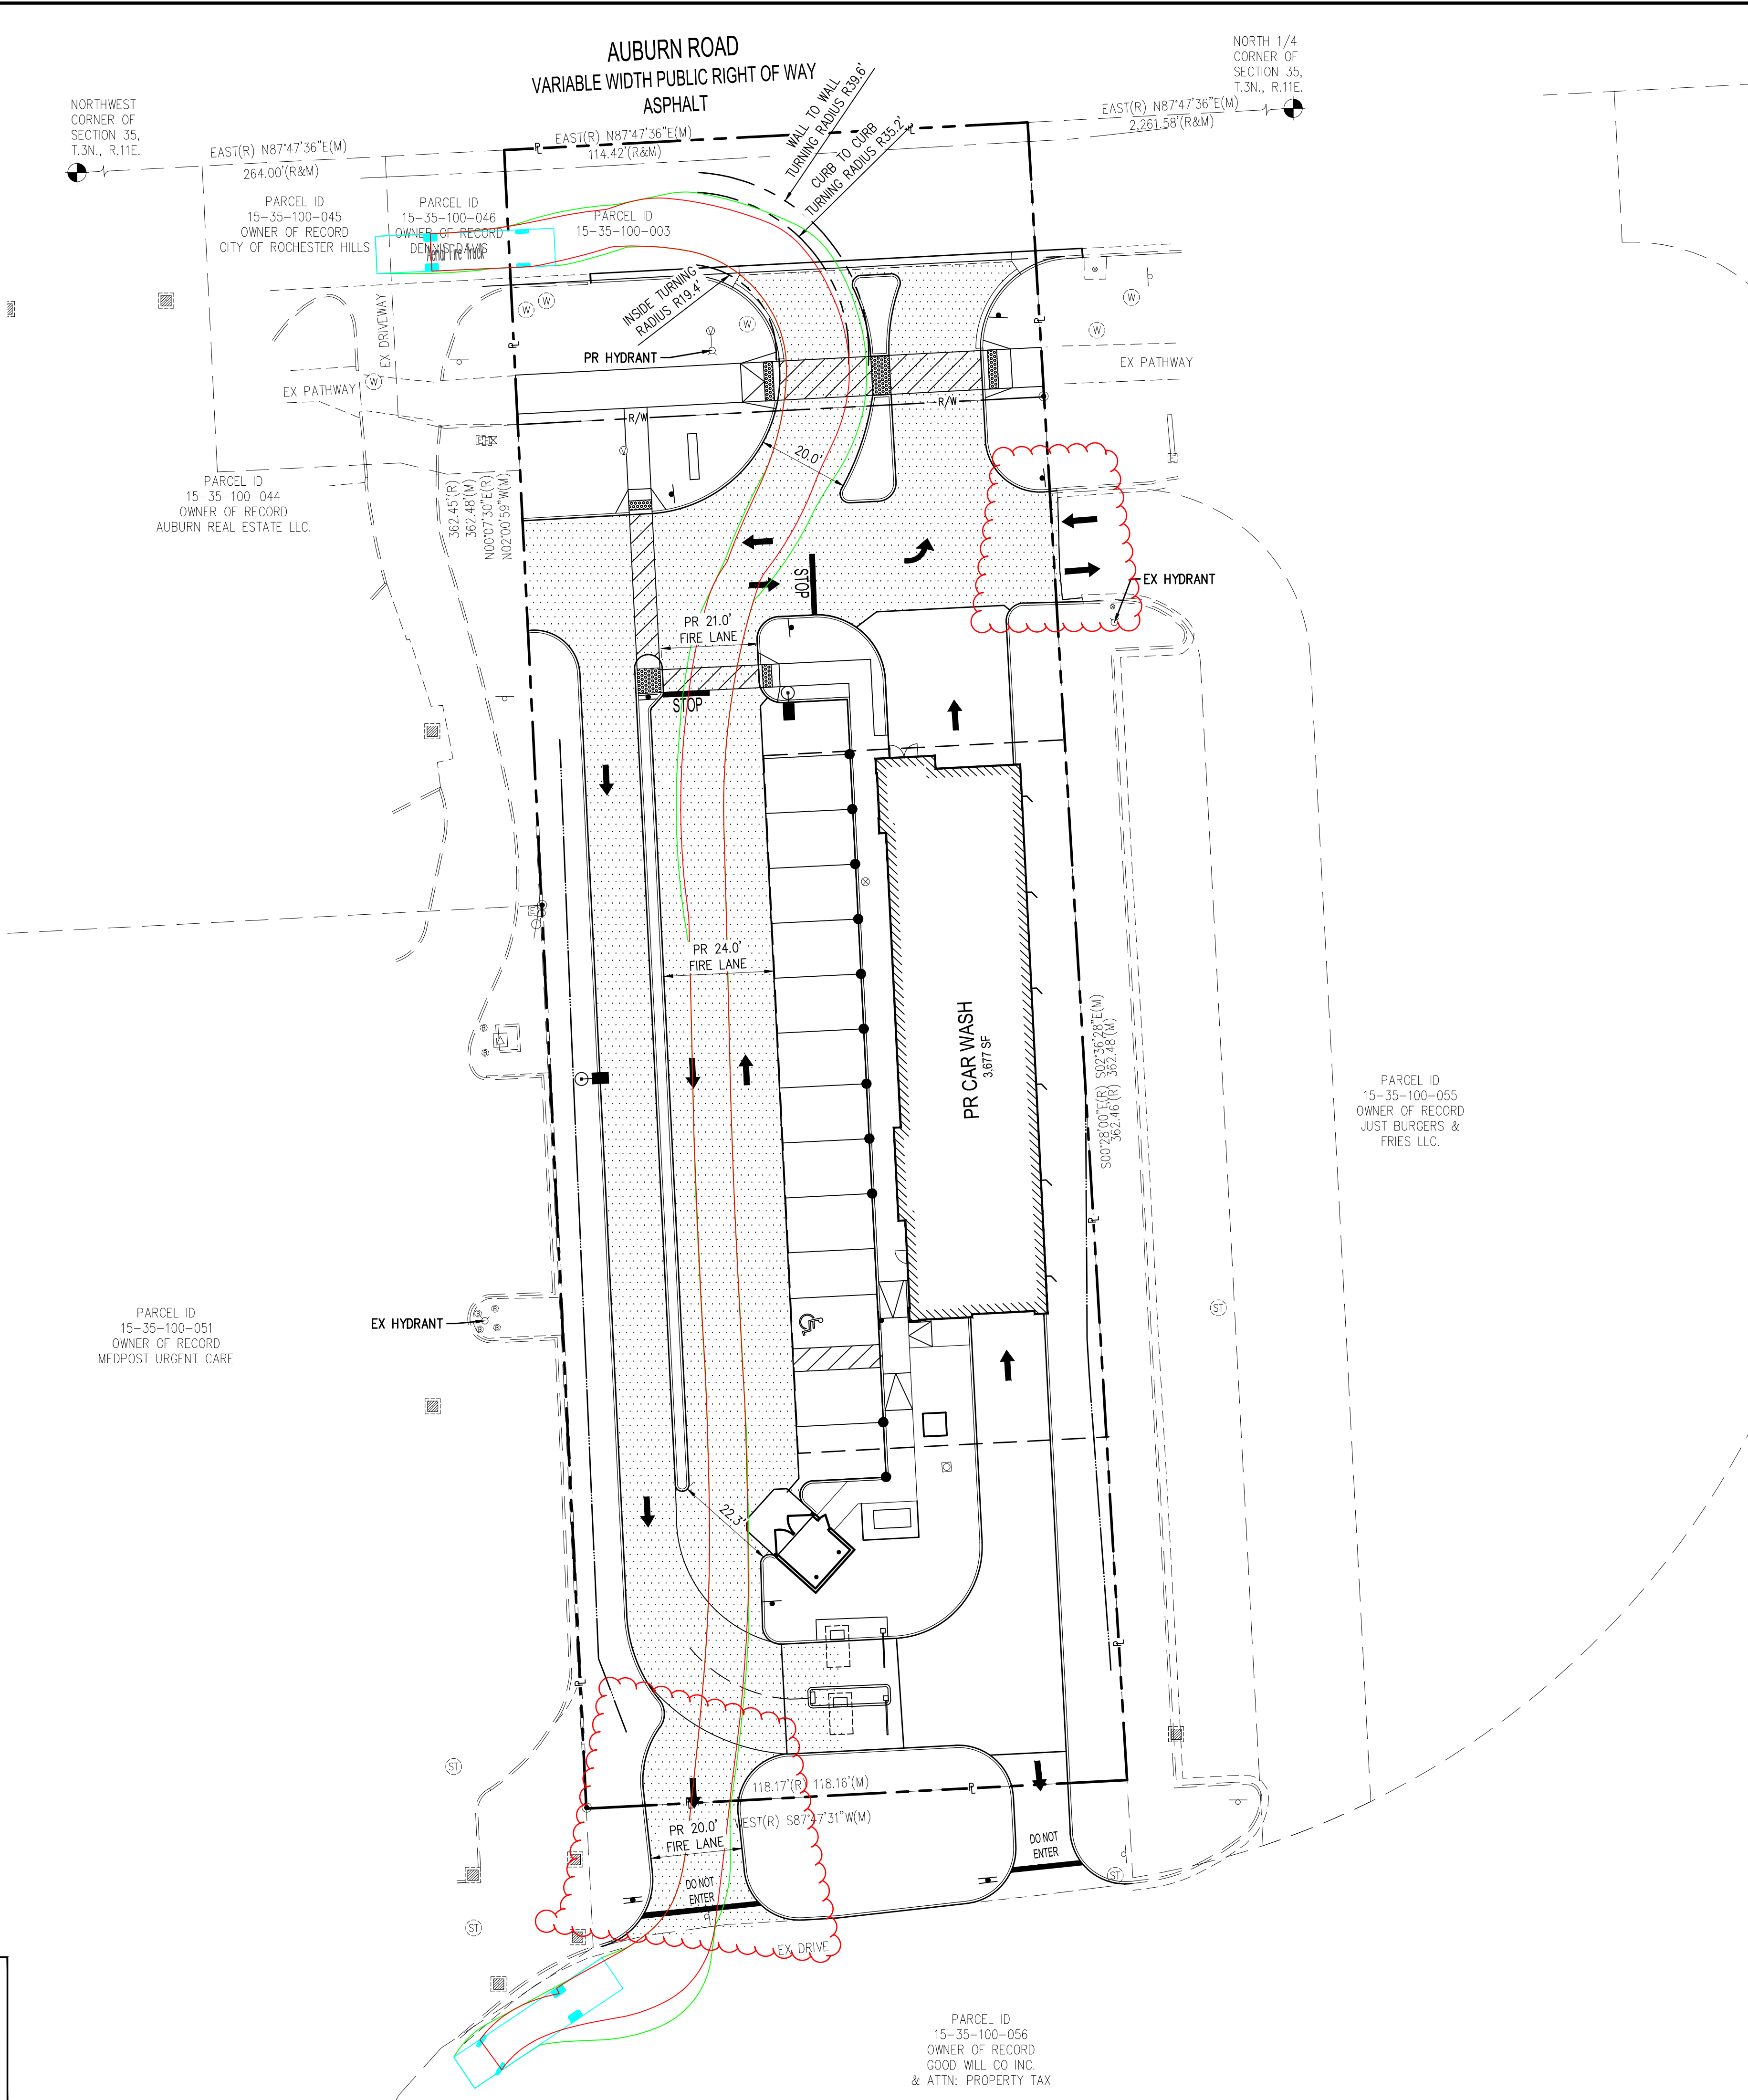 AUBURN ROAD
VARIABLE WIDTH PUBLIC RIGHT OF WAY
ASPHALT
NORTH 1/4
CORNER OF
SECTION 35,
T.3N., R.11E.
NORTHWEST
CORNER OF
SECTION 35,
T.3N., R.11E.
EAST(R) N87°47'36"E(M)
264.00'(R&M)
EAST(R) N87°47'36"E(M)
114.42'(R&M)
EAST(R) N87°47'36"E(M)
2,261.58'(R&M)
WALL TO WALL
TURNING RADIUS R39.6'
CURB TO CURB
TURNING RADIUS R35.2'
PARCEL ID
15-35-100-045
OWNER OF RECORD
CITY OF ROCHESTER HILLS
PARCEL ID
15-35-100-046
OWNER OF RECORD
DENNIS DAVIS
Aerial Fire Truck
PARCEL ID
15-35-100-003
INSIDE TURNING
RADIUS R19.4'
EX DRIVEWAY
PR HYDRANT
EX PATHWAY
EX PATHWAY
W
W
W
W
W
W
R/W
R/W
20.0'
PARCEL ID
15-35-100-044
OWNER OF RECORD
AUBURN REAL ESTATE LLC.
362.45'(R)
362.48'(M)
N00°07'30"E(R)
N02°00'59"W(M)
STOP
EX HYDRANT
PR 21.0'
FIRE LANE
STOP
PR 24.0'
FIRE LANE
PR CAR WASH
3,677 SF
S00°28'00"E(R) S02°36'28"E(M)
362.46'(R) 362.48'(M)
PARCEL ID
15-35-100-055
OWNER OF RECORD
JUST BURGERS &
FRIES LLC.
PARCEL ID
15-35-100-051
OWNER OF RECORD
MEDPOST URGENT CARE
EX HYDRANT
ST
22.3'
ST
118.17'(R) 118.16'(M)
WEST(R) S87°47'31"W(M)
PR 20.0'
FIRE LANE
DO NOT
ENTER
DO NOT
ENTER
ST
ST
EX DRIVE
PARCEL ID
15-35-100-056
OWNER OF RECORD
GOOD WILL CO INC.
& ATTN: PROPERTY TAX